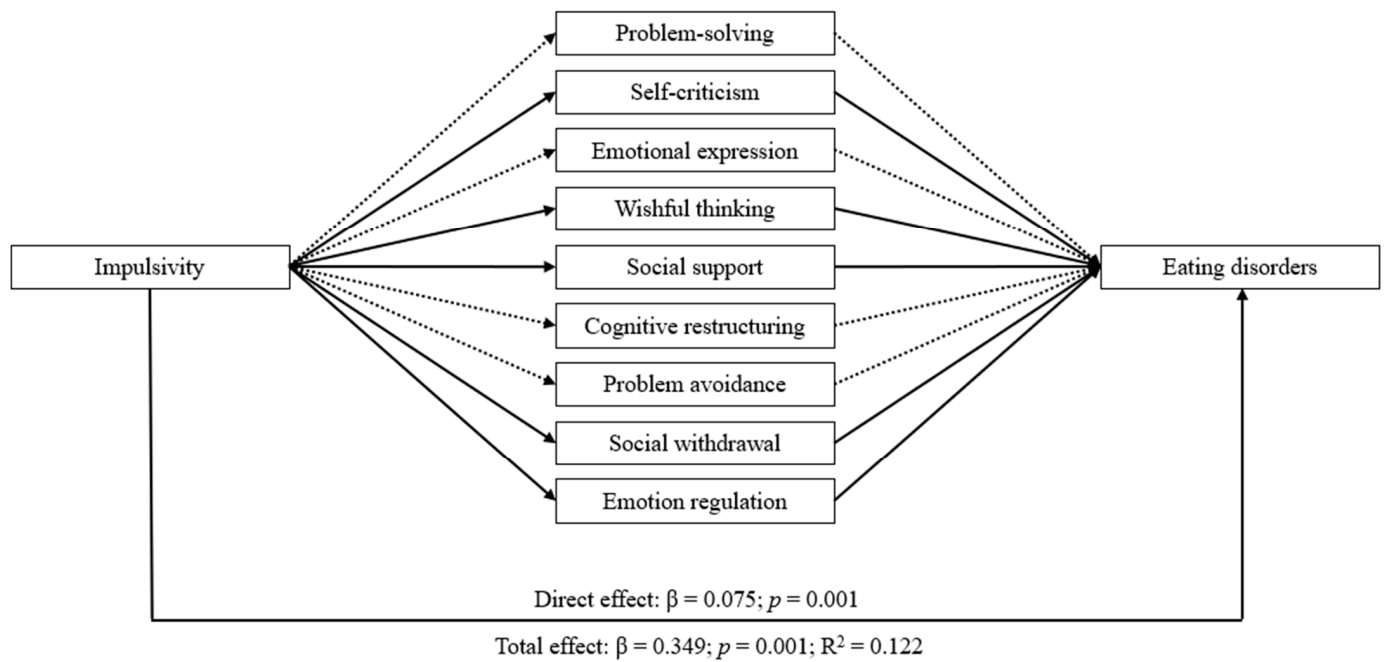 Problem-solving
Self-criticism
Emotional expression
Wishful thinking
Impulsivity
Social support
Eating disorders
Cognitive restructuring
Problem avoidance
Social withdrawal
Emotion regulation
Direct effect: β = 0.075; p = 0.001
Total effect: β = 0.349; p = 0.001; R² = 0.122